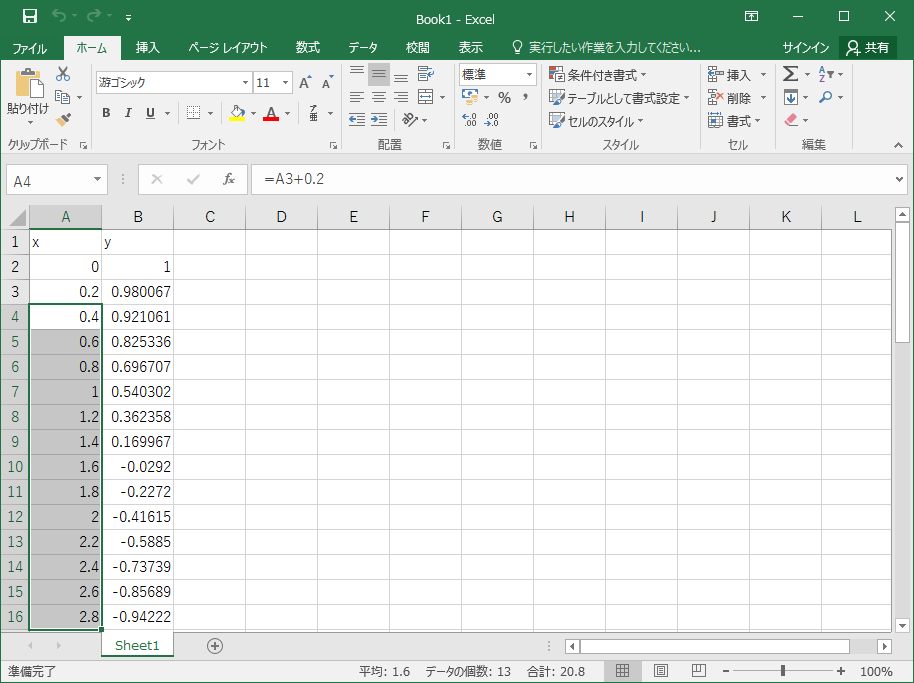 Book1 - Excel
ファイル ホーム 挿入 ページ レイアウト 数式 データ 校閲 表示 実行したい作業を入力してください... サインイン 共有
貼り付け
クリップボード
游ゴシック 11 A A
B I U A
フォント
配置
標準
% ,
数値
条件付き書式
テーブルとして書式設定
セルのスタイル
スタイル
挿入
削除
書式
セル
Σ
編集
A4 fx =A3+0.2
A B C D E F G H I J K L
1 x y
2 0 1
3 0.2 0.980067
4 0.4 0.921061
5 0.6 0.825336
6 0.8 0.696707
7 1 0.540302
8 1.2 0.362358
9 1.4 0.169967
10 1.6 -0.0292
11 1.8 -0.2272
12 2 -0.41615
13 2.2 -0.5885
14 2.4 -0.73739
15 2.6 -0.85689
16 2.8 -0.94222
Sheet1
準備完了 平均: 1.6 データの個数: 13 合計: 20.8 100%